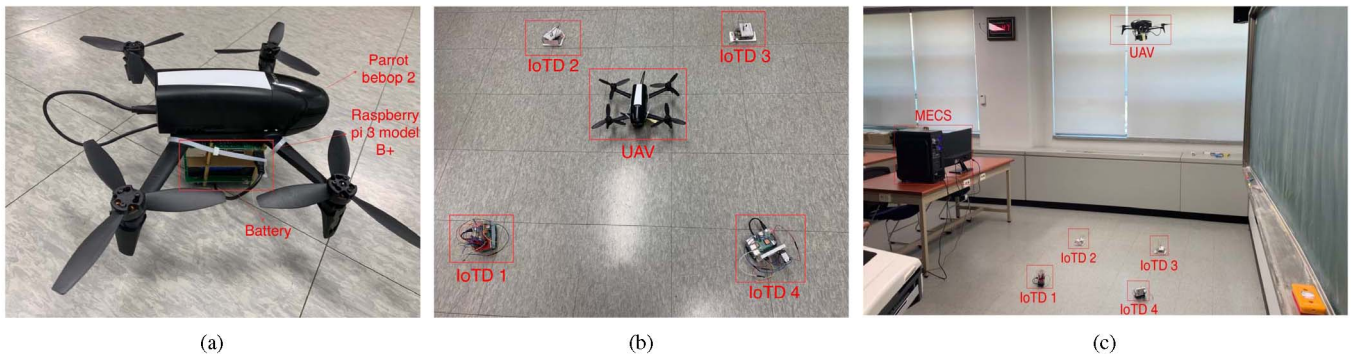 Parrot
bebop 2
Raspberry
pi 3 model
B+
Battery
(a)
IoTD 2
IoTD 3
UAV
IoTD 1
IoTD 4
(b)
UAV
MECS
IoTD 2
IoTD 3
IoTD 1
IoTD 4
(c)